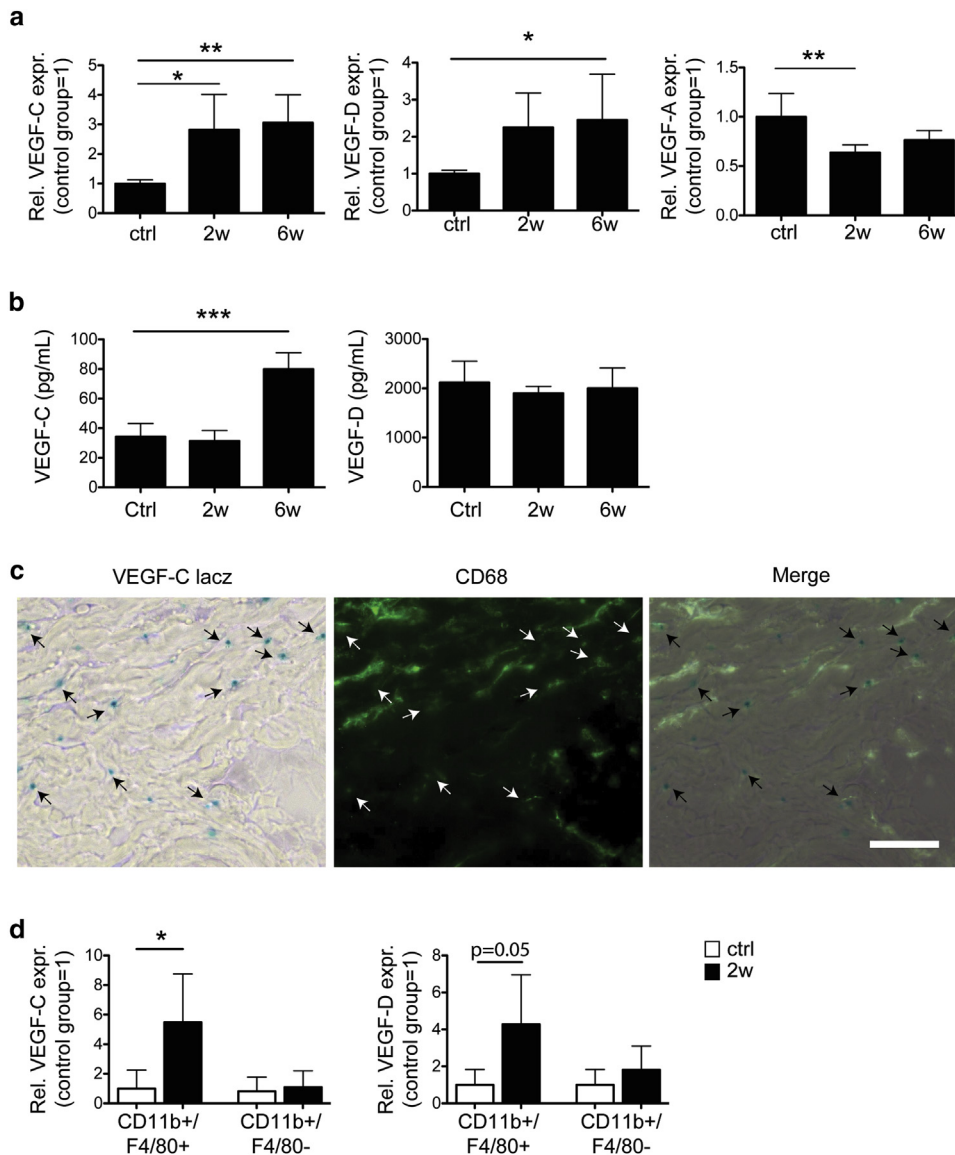 a
Rel. VEGF-C expr.
(control group=1)
5
4
3
2
1
0
**
*
ctrl
2w
6w
Rel. VEGF-D expr.
(control group=1)
4
3
2
1
0
*
ctrl
2w
6w
Rel. VEGF-A expr.
(control group=1)
1.5
1.0
0.5
0.0
**
ctrl
2w
6w
b
VEGF-C (pg/mL)
100
80
60
40
20
0
***
Ctrl
2w
6w
VEGF-D (pg/mL)
3000
2000
1000
0
Ctrl
2w
6w
c
VEGF-C lacz
CD68
Merge
d
Rel. VEGF-C expr.
(control group=1)
10
8
6
4
2
0
*
CD11b+/
F4/80+
CD11b+/
F4/80-
Rel. VEGF-D expr.
(control group=1)
8
6
4
2
0
p=0.05
CD11b+/
F4/80+
CD11b+/
F4/80-
ctrl
2w